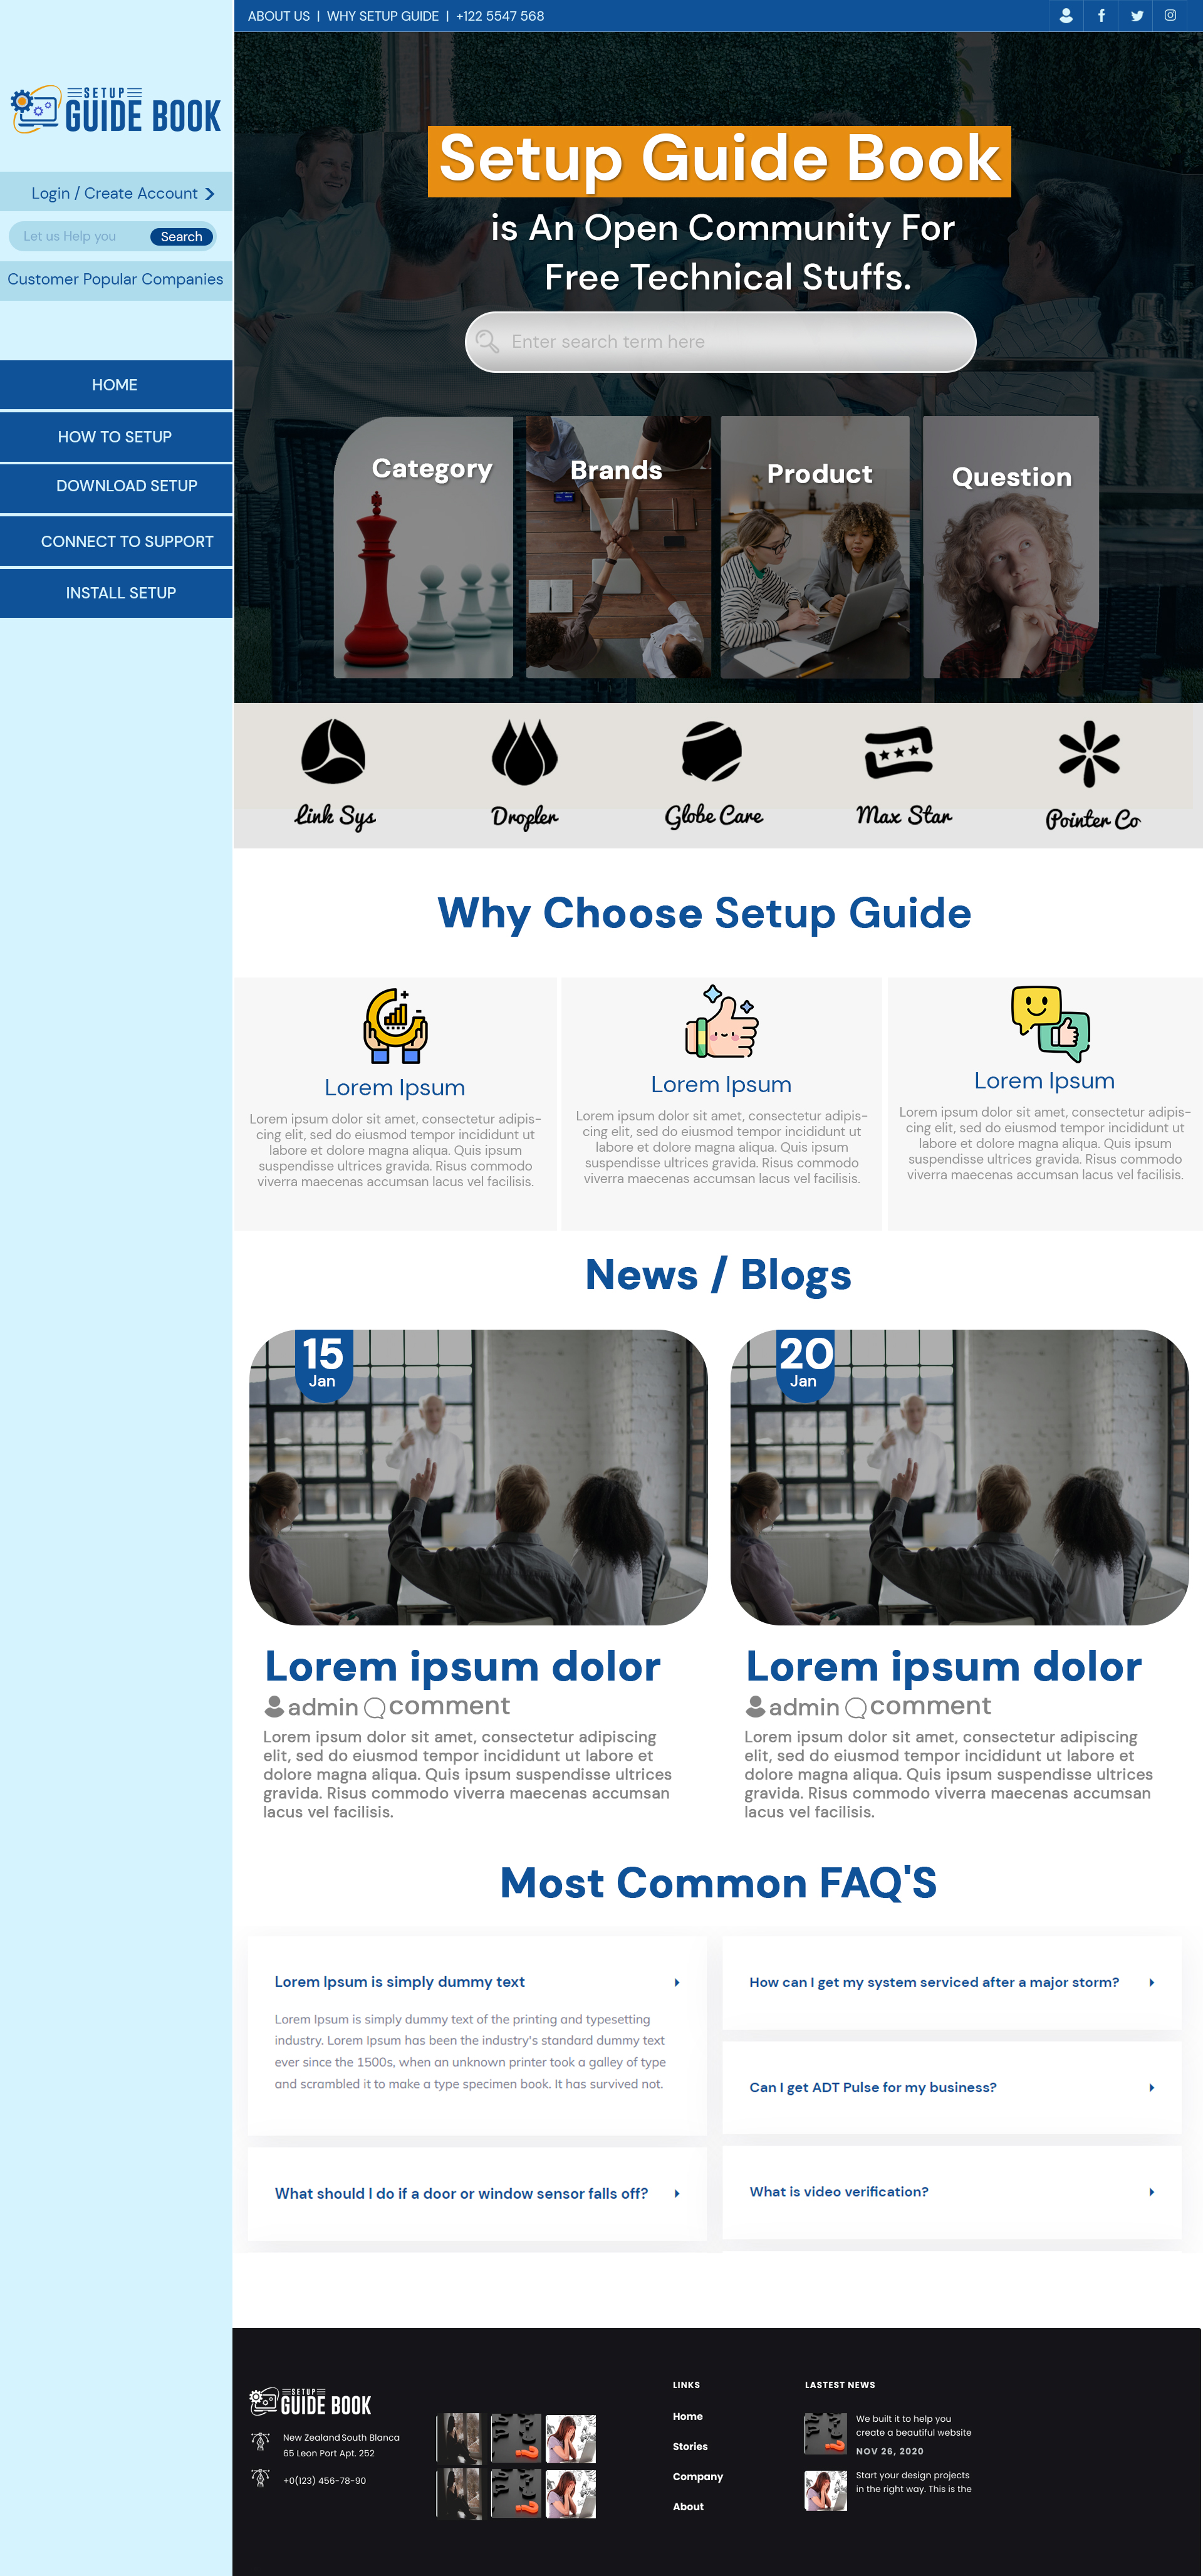 ABOUT US | WHY SETUP GUIDE | +122 5547 568
SETUP
GUIDE BOOK
Login / Create Account
Let us Help you
Search
Customer Popular Companies
HOME
HOW TO SETUP
DOWNLOAD SETUP
CONNECT TO SUPPORT
INSTALL SETUP
Setup Guide Book
is An Open Community For
Free Technical Stuffs.
Enter search term here
Category
Brands
Product
Question
Link Sys
Dropler
Globe Care
Max Star
Pointer Co
Why Choose Setup Guide
Lorem Ipsum
Lorem ipsum dolor sit amet, consectetur adipis-
cing elit, sed do eiusmod tempor incididunt ut
labore et dolore magna aliqua. Quis ipsum
suspendisse ultrices gravida. Risus commodo
viverra maecenas accumsan lacus vel facilisis.
Lorem Ipsum
Lorem ipsum dolor sit amet, consectetur adipis-
cing elit, sed do eiusmod tempor incididunt ut
labore et dolore magna aliqua. Quis ipsum
suspendisse ultrices gravida. Risus commodo
viverra maecenas accumsan lacus vel facilisis.
Lorem Ipsum
Lorem ipsum dolor sit amet, consectetur adipis-
cing elit, sed do eiusmod tempor incididunt ut
labore et dolore magna aliqua. Quis ipsum
suspendisse ultrices gravida. Risus commodo
viverra maecenas accumsan lacus vel facilisis.
News / Blogs
15
Jan
Lorem ipsum dolor
admin comment
Lorem ipsum dolor sit amet, consectetur adipiscing
elit, sed do eiusmod tempor incididunt ut labore et
dolore magna aliqua. Quis ipsum suspendisse ultrices
gravida. Risus commodo viverra maecenas accumsan
lacus vel facilisis.
20
Jan
Lorem ipsum dolor
admin comment
Lorem ipsum dolor sit amet, consectetur adipiscing
elit, sed do eiusmod tempor incididunt ut labore et
dolore magna aliqua. Quis ipsum suspendisse ultrices
gravida. Risus commodo viverra maecenas accumsan
lacus vel facilisis.
Most Common FAQ'S
Lorem Ipsum is simply dummy text
Lorem Ipsum is simply dummy text of the printing and typesetting
industry. Lorem Ipsum has been the industry's standard dummy text
ever since the 1500s, when an unknown printer took a galley of type
and scrambled it to make a type specimen book. It has survived not.
What should I do if a door or window sensor falls off?
How can I get my system serviced after a major storm?
Can I get ADT Pulse for my business?
What is video verification?
SETUP
GUIDE BOOK
New Zealand South Blanca
65 Leon Port Apt. 252
+0(123) 456-78-90
LINKS
Home
Stories
Company
About
LASTEST NEWS
We built it to help you
create a beautiful website
NOV 26, 2020
Start your design projects
in the right way. This is the